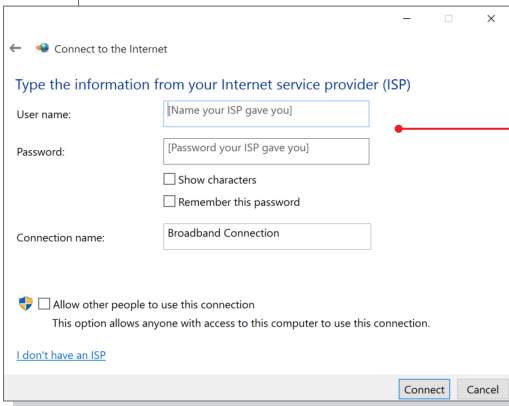 Connect to the Internet
Type the information from your Internet service provider (ISP)
User name:
[Name your ISP gave you]
Password:
[Password your ISP gave you]
Show characters
Remember this password
Connection name:
Broadband Connection
Allow other people to use this connection
This option allows anyone with access to this computer to use this connection.
I don't have an ISP
Connect
Cancel